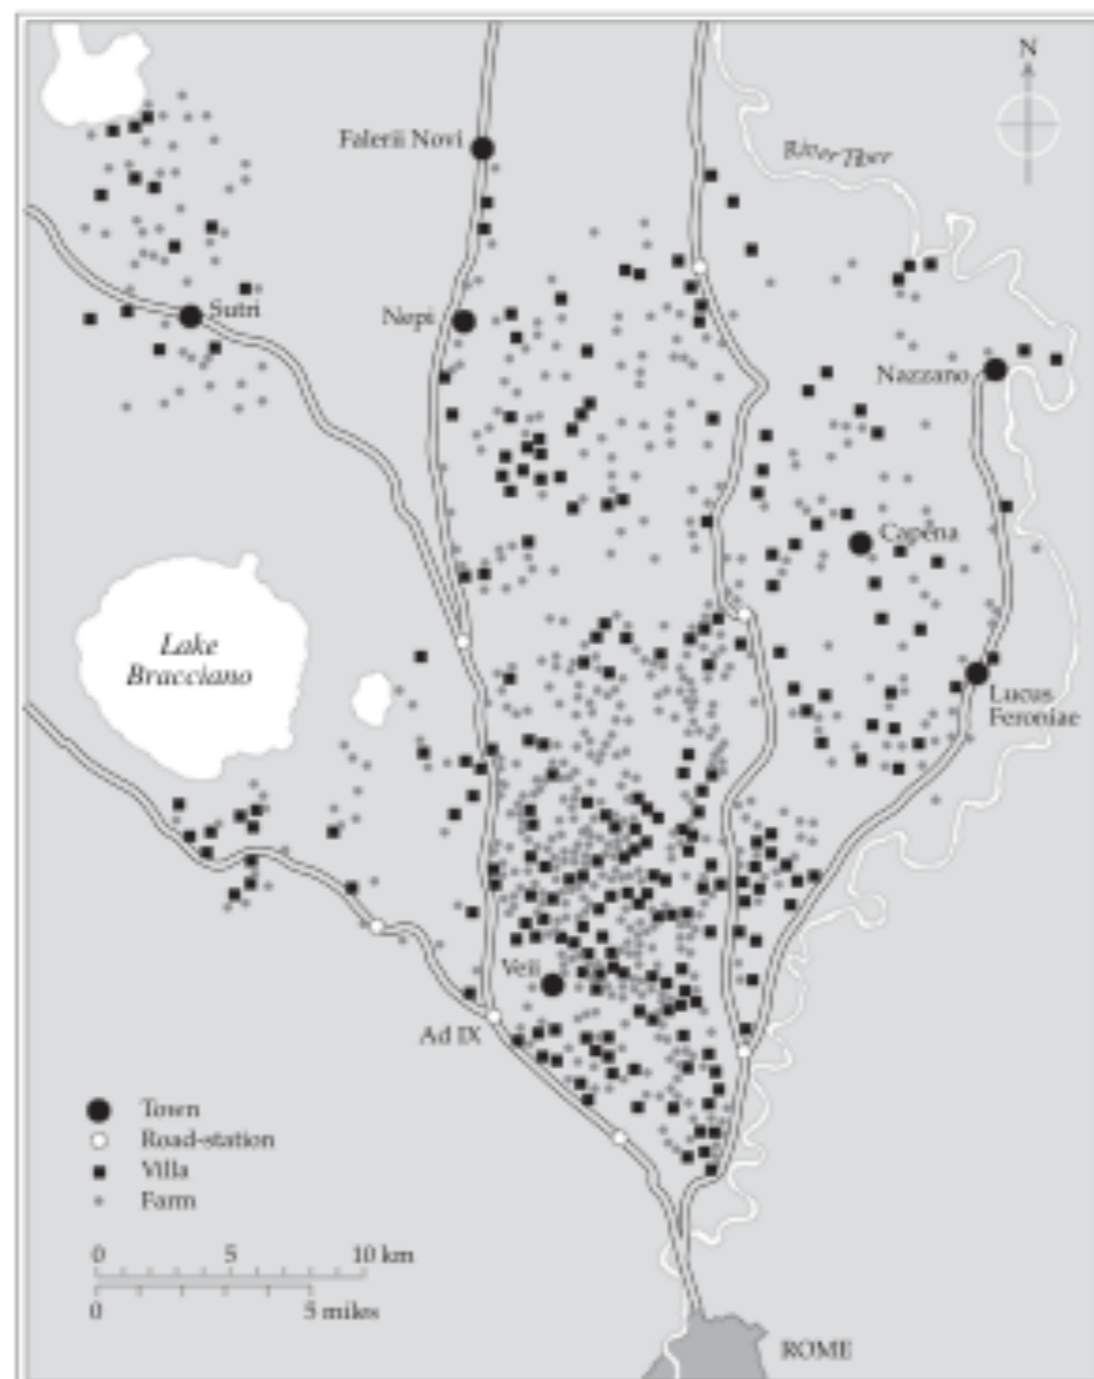 N
River Tiber
Falerii Novi
Sutri
Nepi
Nazzano
Capena
Lake
Bracciano
Lucus
Feroniae
Veii
Ad IX
Town
Road-station
Villa
Farm
0 5 10 km
0 5 miles
ROME